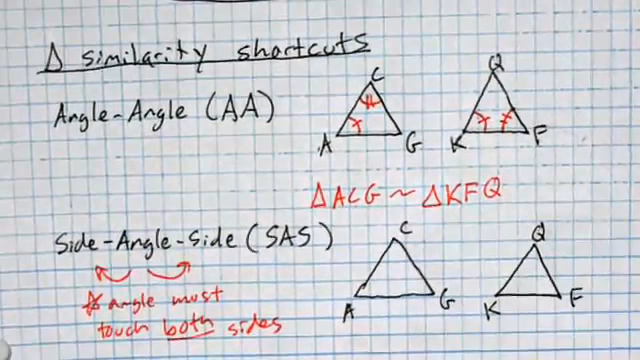 Δ similarity shortcuts
Angle-Angle (AA)
C
A
G
Q
K
F
ΔACG ~ ΔKFQ
Side-Angle-Side (SAS)
* angle must
touch both sides
C
A
G
Q
K
F